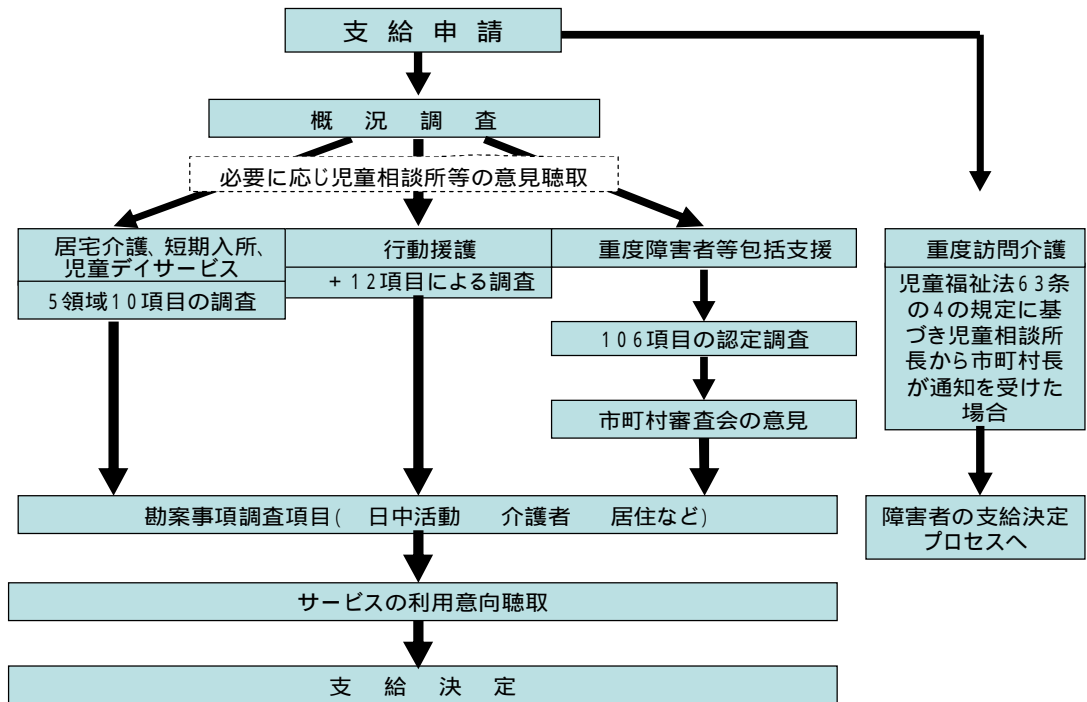 支 給 申 請
概 況 調 査
必要に応じ児童相談所等の意見聴取
居宅介護、短期入所、
児童デイサービス
5領域10項目の調査
行動援護
+12項目による調査
重度障害者等包括支援
106項目の認定調査
市町村審査会の意見
重度訪問介護
児童福祉法63条
の4の規定に基
づき児童相談所
長から市町村長
が通知を受けた
場合
勘案事項調査項目( 日中活動 介護者 居住など)
障害者の支給決定
プロセスへ
サービスの利用意向聴取
支 給 決 定